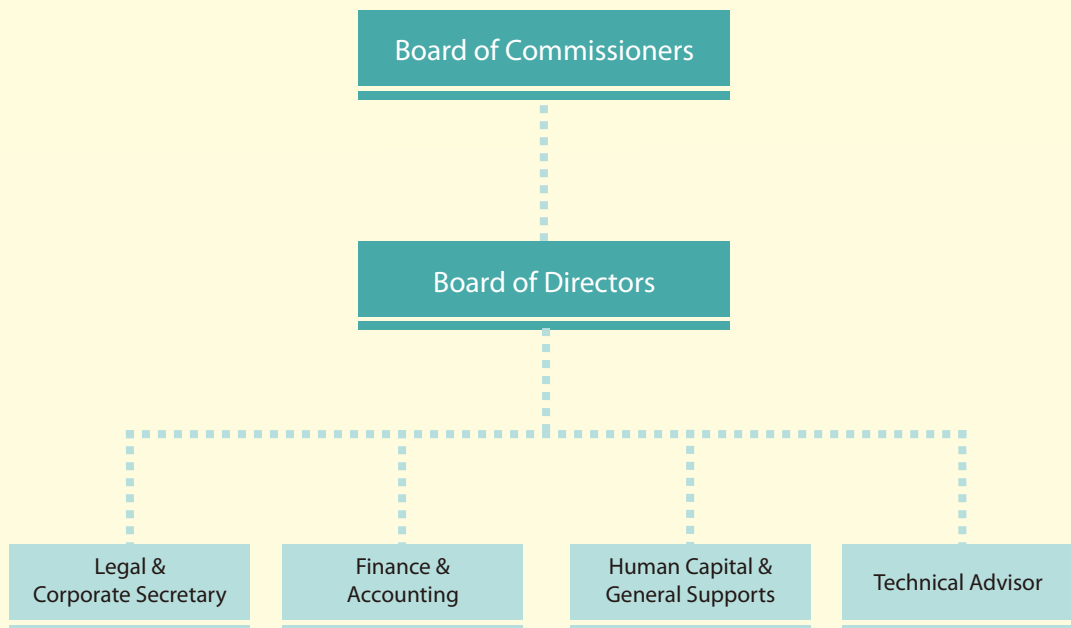 Board of Commissioners
Board of Directors
Legal &
Corporate Secretary
Finance &
Accounting
Human Capital &
General Supports
Technical Advisor